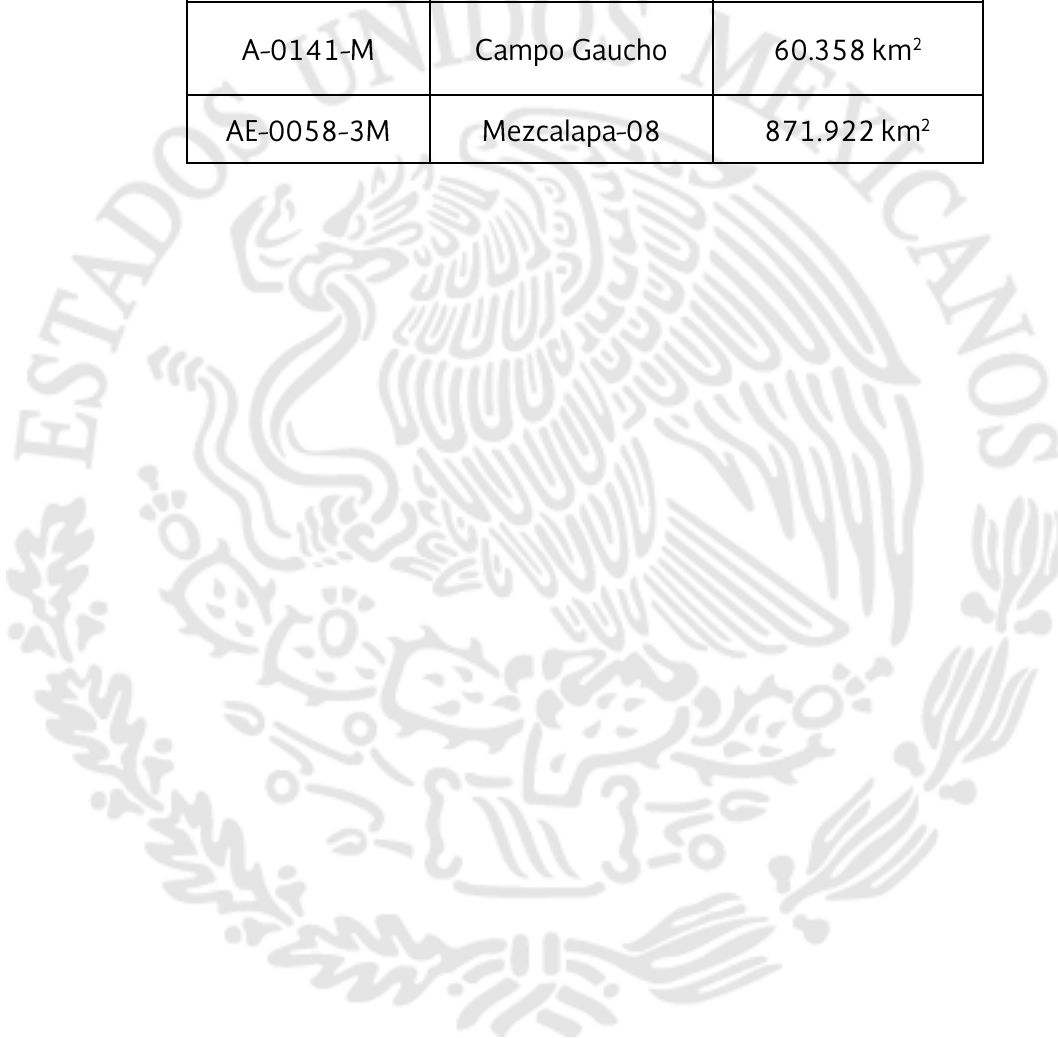 A-0141-M Campo Gaucho 60.358 km²
AE-0058-3M Mezcalapa-08 871.922 km²
ESTADOS UNIDOS MEXICANOS